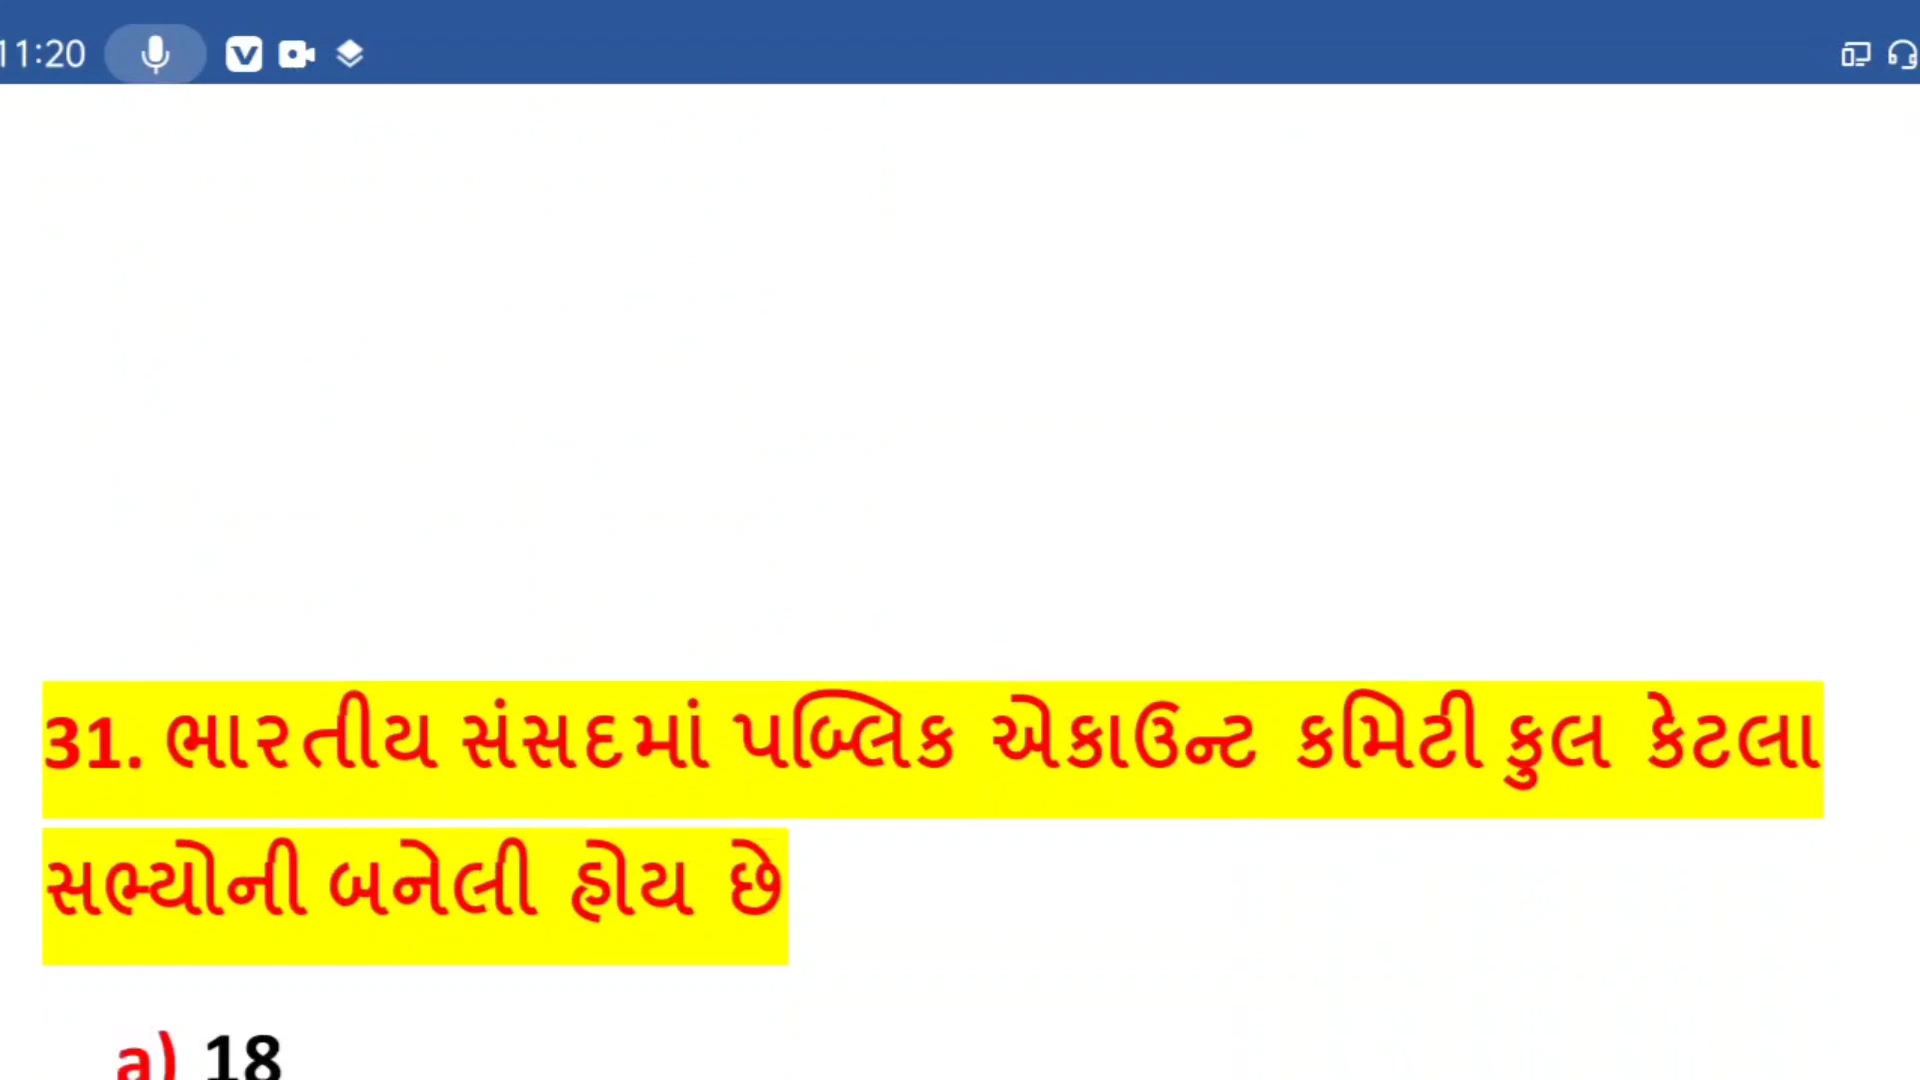 11:20
31. ભારતીય સંસદમાં પબ્લિક એકાઉન્ટ કમિટી કુલ કેટલા
સભ્યોની બનેલી હોય છે
a) 18